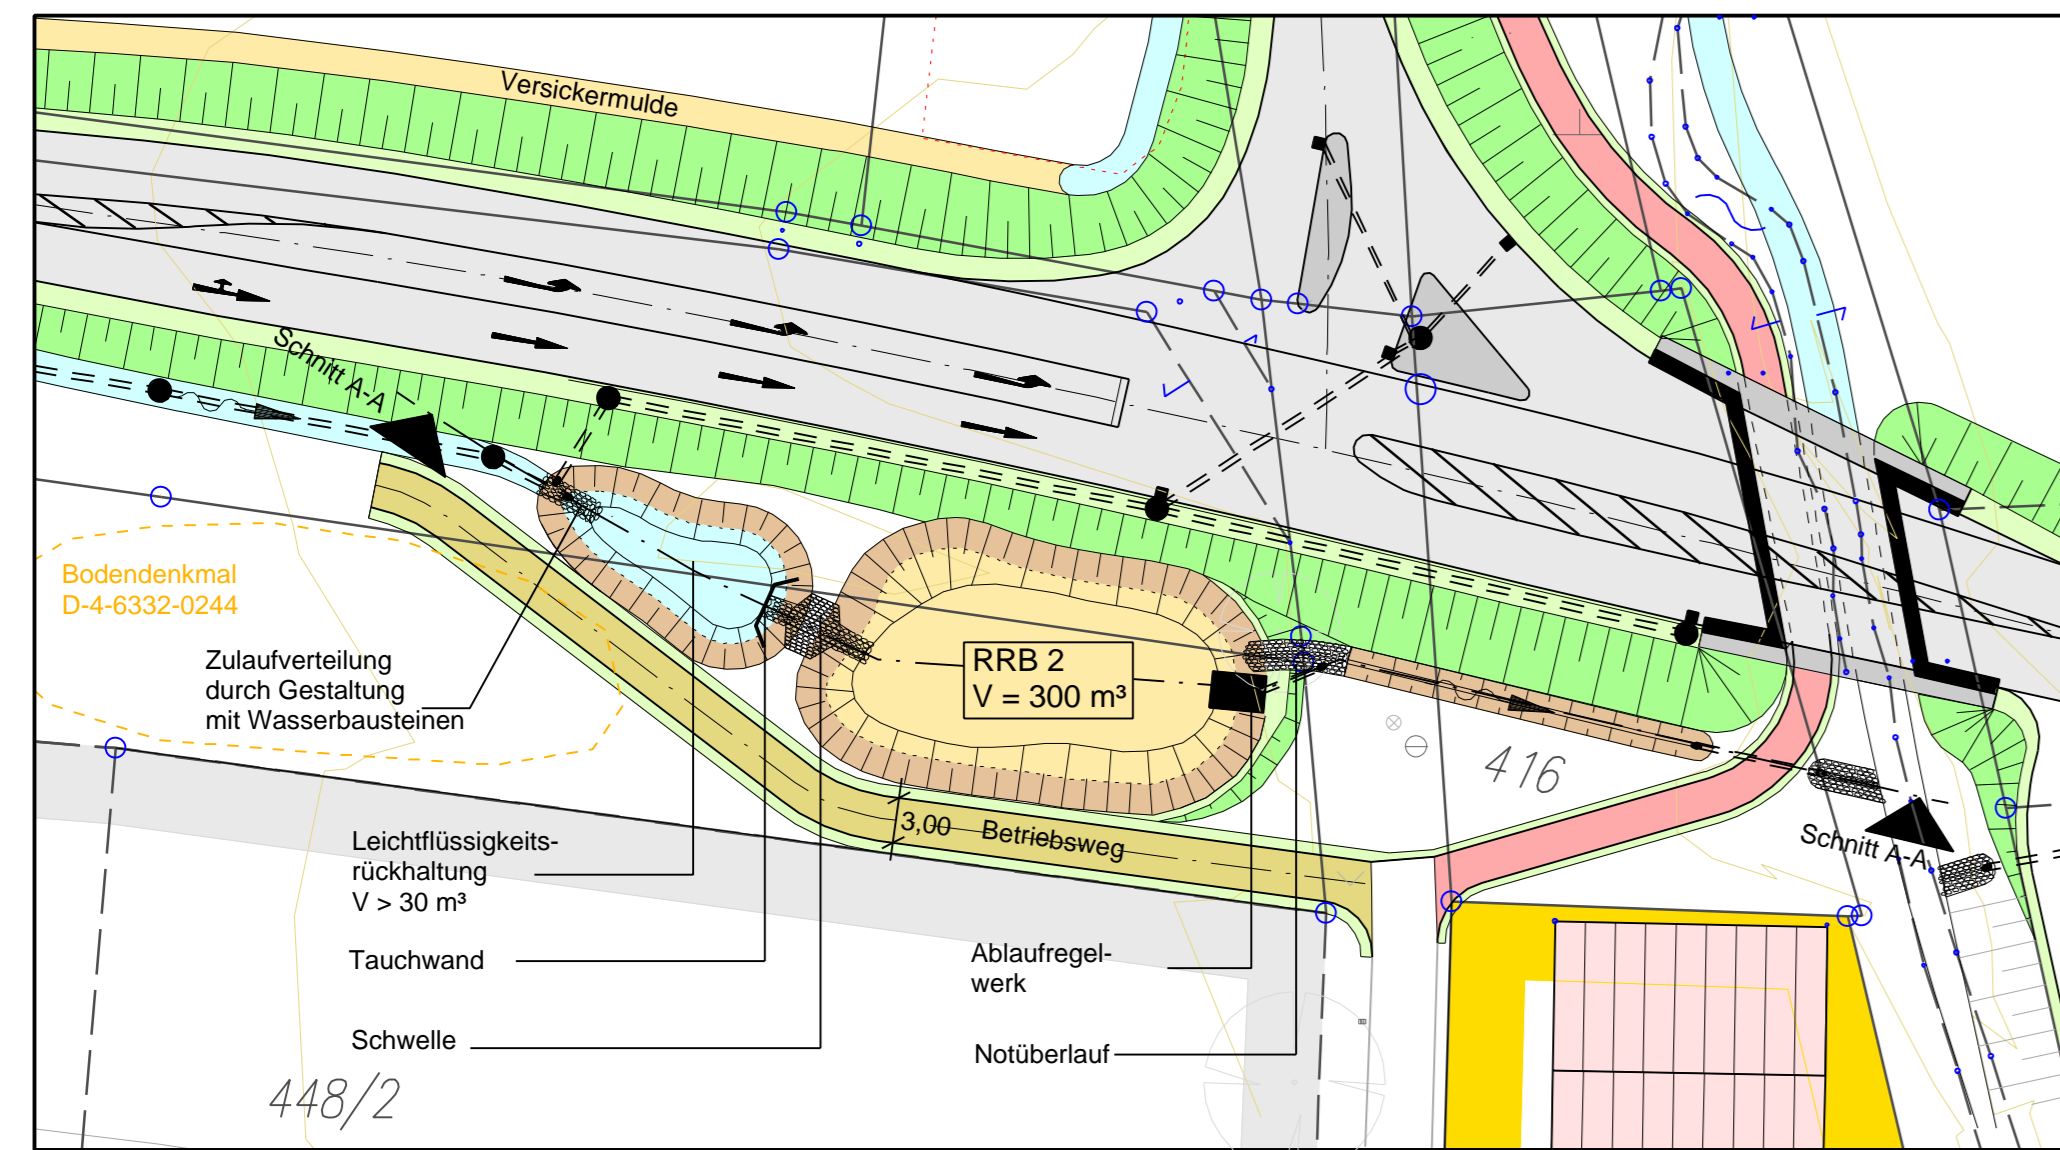 Versickermulde
Schnitt A-A
Bodendenkmal
D-4-6332-0244
Zulaufverteilung
durch Gestaltung
mit Wasserbausteinen
RRB 2
V = 300 m³
416
Schnitt A-A
3,00 Betriebsweg
Leichtflüssigkeits-
rückhaltung
V > 30 m³
Tauchwand
Schwelle
Ablaufregel-
werk
Notüberlauf
448/2